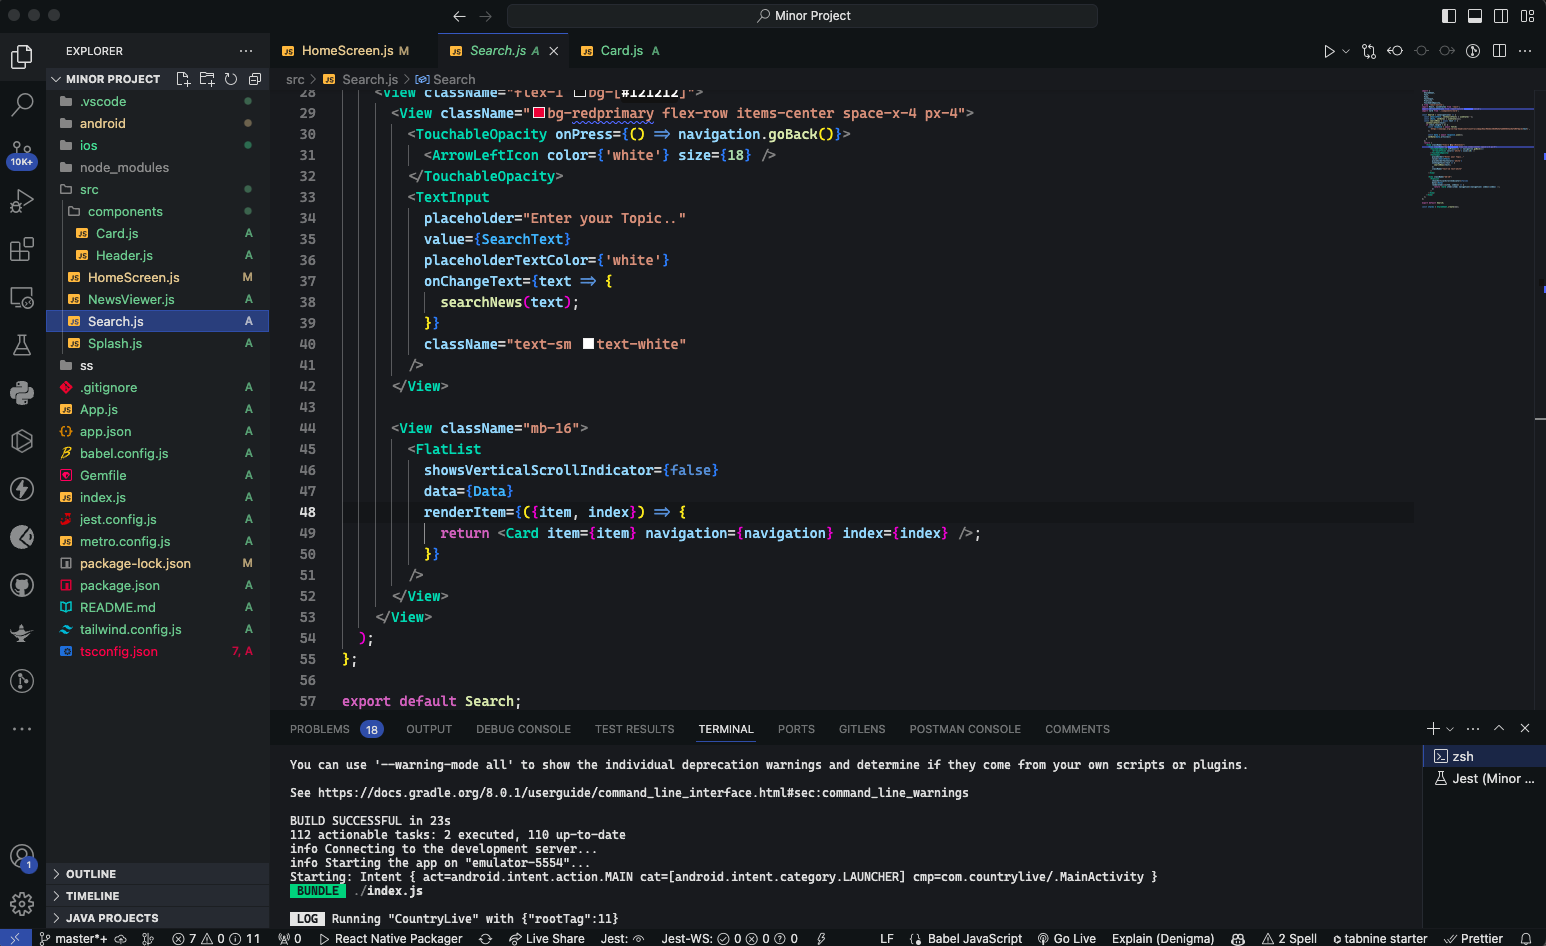 Minor Project
EXPLORER
MINOR PROJECT
.vscode
android
ios
10K+
node_modules
src
components
Card.js A
Header.js A
HomeScreen.js M
NewsViewer.js A
Search.js A
Splash.js A
ss
.gitignore A
App.js A
app.json A
babel.config.js A
Gemfile A
index.js A
jest.config.js A
metro.config.js A
package-lock.json M
package.json A
README.md A
tailwind.config.js A
tsconfig.json 7, A
OUTLINE
TIMELINE
JAVA PROJECTS
1
HomeScreen.js M
Search.js A
Card.js A
src > Search.js > Search
28 <View className="flex-1 bg-[#121212]">
29 <View className="bg-redprimary flex-row items-center space-x-4 px-4">
30 <TouchableOpacity onPress={() => navigation.goBack()}>
31 <ArrowLeftIcon color={'white'} size={18} />
32 </TouchableOpacity>
33 <TextInput
34 placeholder="Enter your Topic.."
35 value={SearchText}
36 placeholderTextColor={'white'}
37 onChangeText={text => {
38 searchNews(text);
39 }}
40 className="text-sm text-white"
41 />
42 </View>
43
44 <View className="mb-16">
45 <FlatList
46 showsVerticalScrollIndicator={false}
47 data={Data}
48 renderItem={({item, index}) => {
49 return <Card item={item} navigation={navigation} index={index} />;
50 }}
51 />
52 </View>
53 </View>
54 );
55 };
56
57 export default Search;
PROBLEMS 18 OUTPUT DEBUG CONSOLE TEST RESULTS TERMINAL PORTS GITLENS POSTMAN CONSOLE COMMENTS
You can use '--warning-mode all' to show the individual deprecation warnings and determine if they come from your own scripts or plugins.
See https://docs.gradle.org/8.0.1/userguide/command_line_interface.html#sec:command_line_warnings
BUILD SUCCESSFUL in 23s
112 actionable tasks: 2 executed, 110 up-to-date
info Connecting to the development server...
info Starting the app on "emulator-5554"...
Starting: Intent { act=android.intent.action.MAIN cat=[android.intent.category.LAUNCHER] cmp=com.countrylive/.MainActivity }
BUNDLE ./index.js
LOG Running "CountryLive" with {"rootTag":11}
zsh
Jest (Minor ...
master*+ 7 0 11 0 React Native Packager Live Share Jest: Jest-WS: 0 0 0 LF Babel JavaScript Go Live Explain (Denigma) 2 Spell tabnine starter Prettier